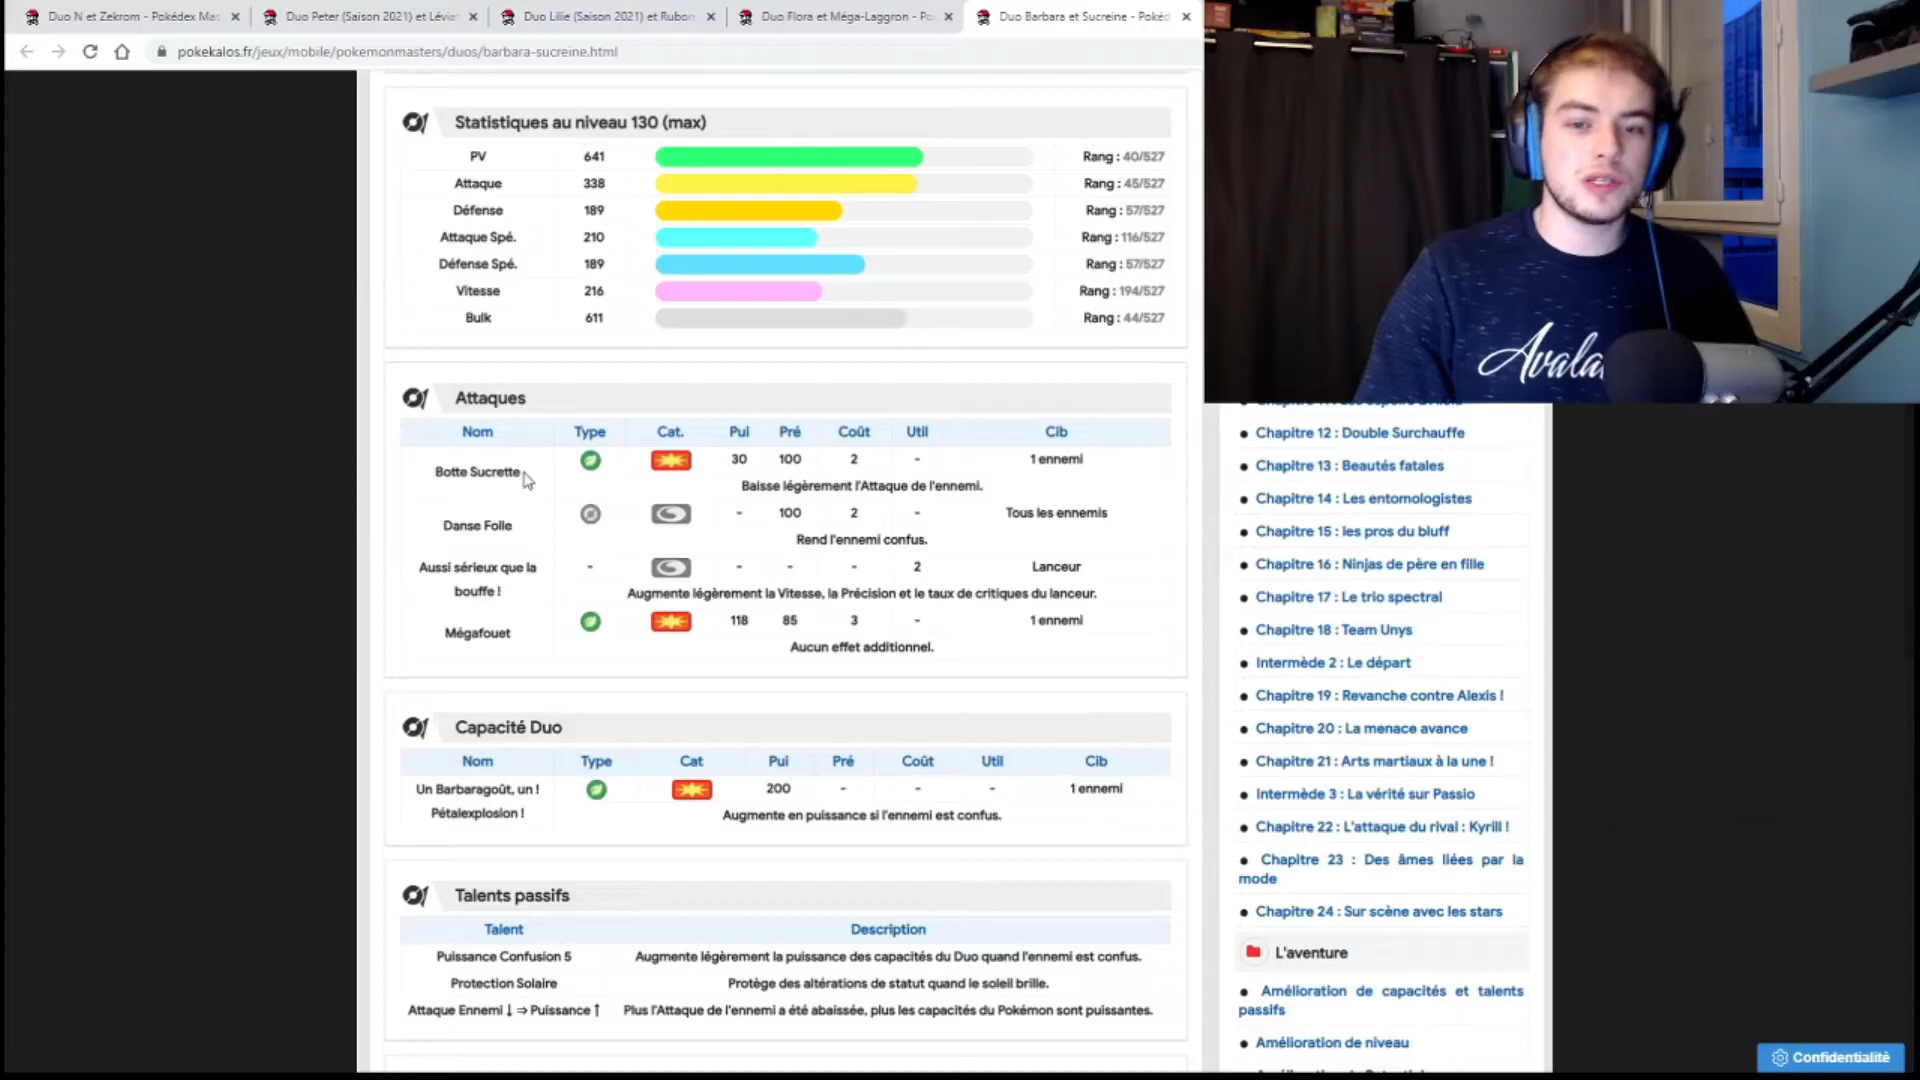 Duo N et Zekrom - Pokédex Mas
Duo Peter (Saison 2021) et Lévia
Duo Lillie (Saison 2021) et Rubon
Duo Flora et Méga-Laggron - Po
Duo Barbara et Sucreine - Pokéd
pokekalos.fr/jeux/mobile/pokemonmasters/duos/barbara-sucreine.html
Statistiques au niveau 130 (max)
PV 641 Rang : 40/527
Attaque 338 Rang : 45/527
Défense 189 Rang : 57/527
Attaque Spé. 210 Rang : 116/527
Défense Spé. 189 Rang : 57/527
Vitesse 216 Rang : 194/527
Bulk 611 Rang : 44/527
Attaques
Nom Type Cat. Pui Pré Coût Util Cib
Botte Sucrette 30 100 2 - 1 ennemi
Baisse légèrement l'Attaque de l'ennemi.
Danse Folle - 100 2 - Tous les ennemis
Rend l'ennemi confus.
Aussi sérieux que la - - - - 2 Lanceur
bouffe ! Augmente légèrement la Vitesse, la Précision et le taux de critiques du lanceur.
Mégafouet 118 85 3 - 1 ennemi
Aucun effet additionnel.
Capacité Duo
Nom Type Cat Pui Pré Coût Util Cib
Un Barbaragoût, un ! 200 - - - 1 ennemi
Pétalexplosion ! Augmente en puissance si l'ennemi est confus.
Talents passifs
Talent Description
Puissance Confusion 5 Augmente légèrement la puissance des capacités du Duo quand l'ennemi est confus.
Protection Solaire Protège des altérations de statut quand le soleil brille.
Attaque Ennemi ↓ ⇒ Puissance ↑ Plus l'Attaque de l'ennemi a été abaissée, plus les capacités du Pokémon sont puissantes.
Avala
Chapitre 12 : Double Surchauffe
Chapitre 13 : Beautés fatales
Chapitre 14 : Les entomologistes
Chapitre 15 : les pros du bluff
Chapitre 16 : Ninjas de père en fille
Chapitre 17 : Le trio spectral
Chapitre 18 : Team Unys
Intermède 2 : Le départ
Chapitre 19 : Revanche contre Alexis !
Chapitre 20 : La menace avance
Chapitre 21 : Arts martiaux à la une !
Intermède 3 : La vérité sur Passio
Chapitre 22 : L'attaque du rival : Kyrill !
Chapitre 23 : Des âmes liées par la
mode
Chapitre 24 : Sur scène avec les stars
L'aventure
Amélioration de capacités et talents
passifs
Amélioration de niveau
Confidentialité